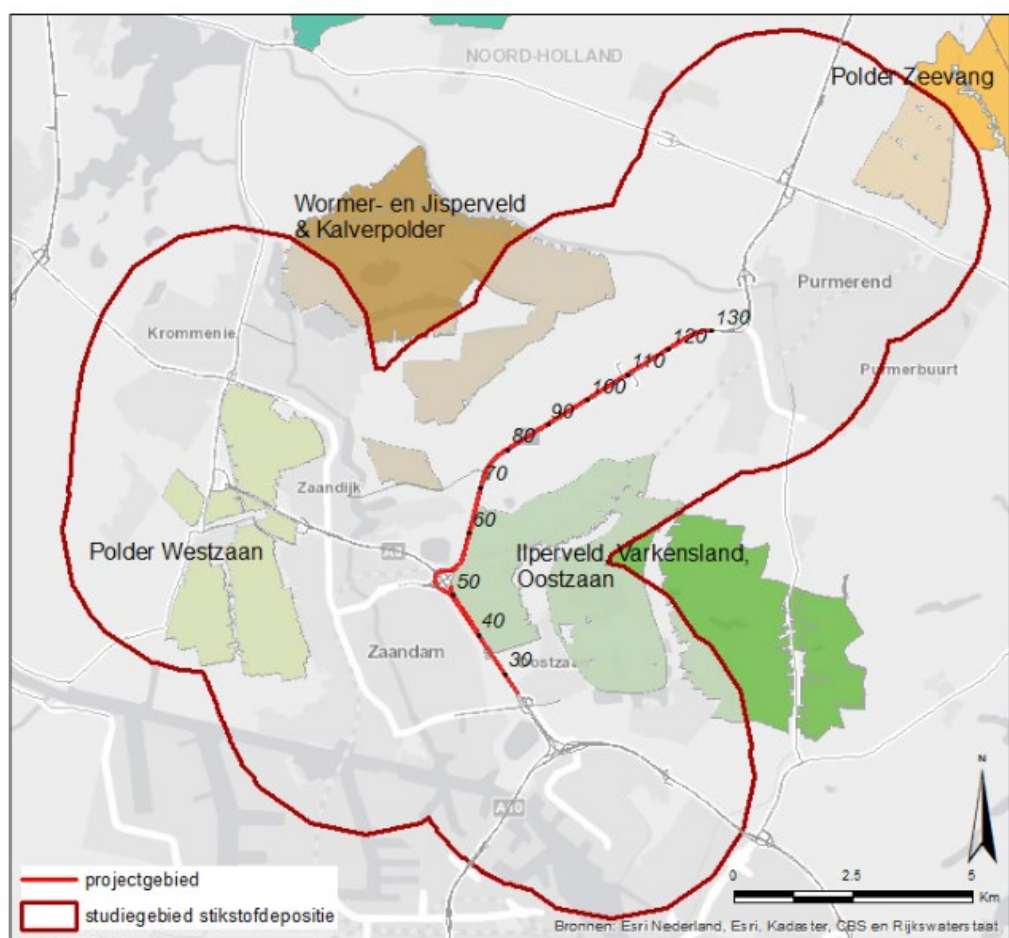 NOORD-HOLLAND
Polder Zeevang
Wormer- en Jisperveld
& Kalverpolder
Purmerend
Krommenie
130
120
110
100
90
80
70
60
50
40
30
Purmerbuurt
Zaandijk
Polder Westzaan
Ilperveld, Varkensland,
Oostzaan
Zaandam
A10
N
projectgebied
studiegebied stikstofdepositie
0 2.5 5
Km
Bronnen: Esri Nederland, Esri, Kadaster, CBS en Rijkswaterstaat